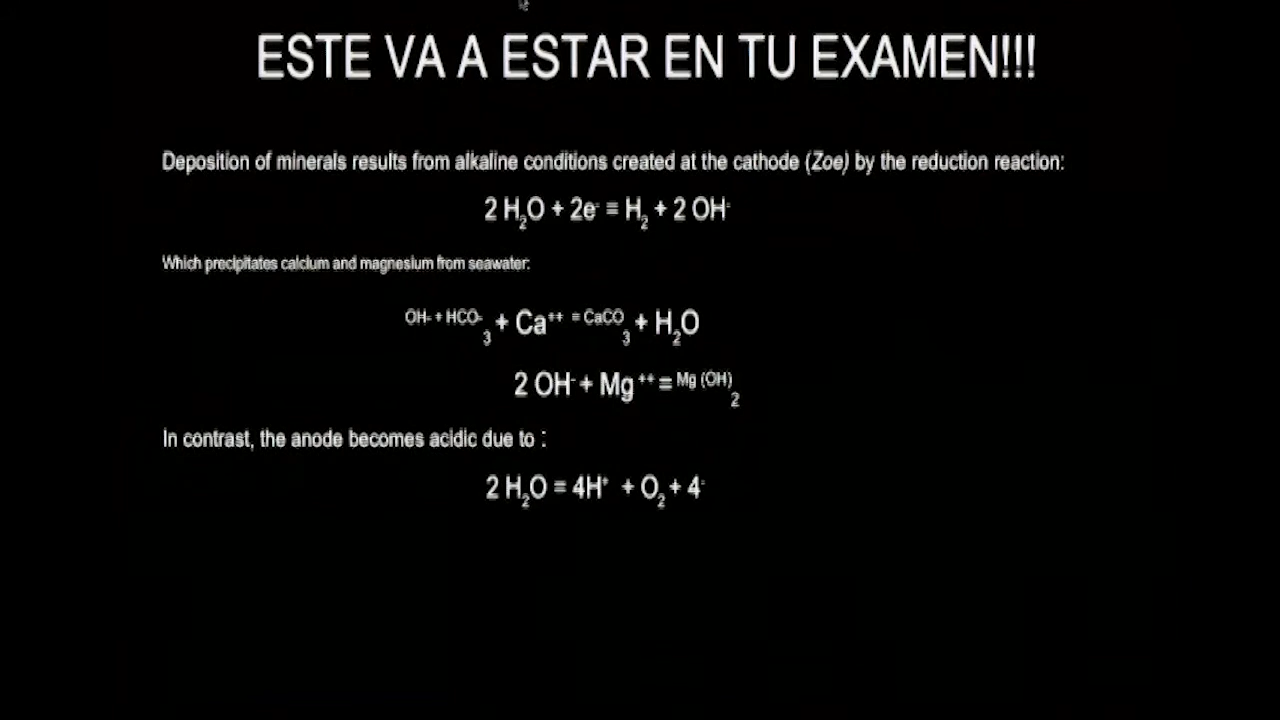 ESTE VA A ESTAR EN TU EXAMEN!!!
Deposition of minerals results from alkaline conditions created at the cathode (Zoe) by the reduction reaction:
2 H₂O + 2e⁻ = H₂ + 2 OH⁻
Which precipitates calcium and magnesium from seawater:
OH- + HCO-₃ + Ca⁺⁺ = CaCO₃ + H₂O
2 OH⁻ + Mg ⁺⁺ = Mg (OH)₂
In contrast, the anode becomes acidic due to :
2 H₂O = 4H⁺ + O₂ + 4⁻